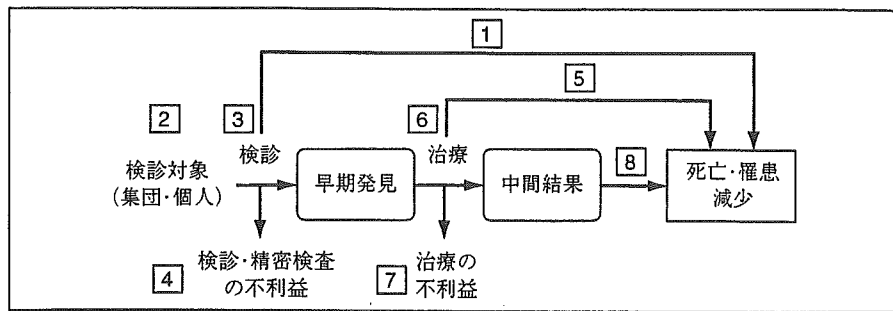 1
5
2
3
6
検診対象
(集団・個人)
検診
早期発見
治療
中間結果
8
死亡・罹患
減少
4
検診・精密検査
の不利益
7
治療の
不利益